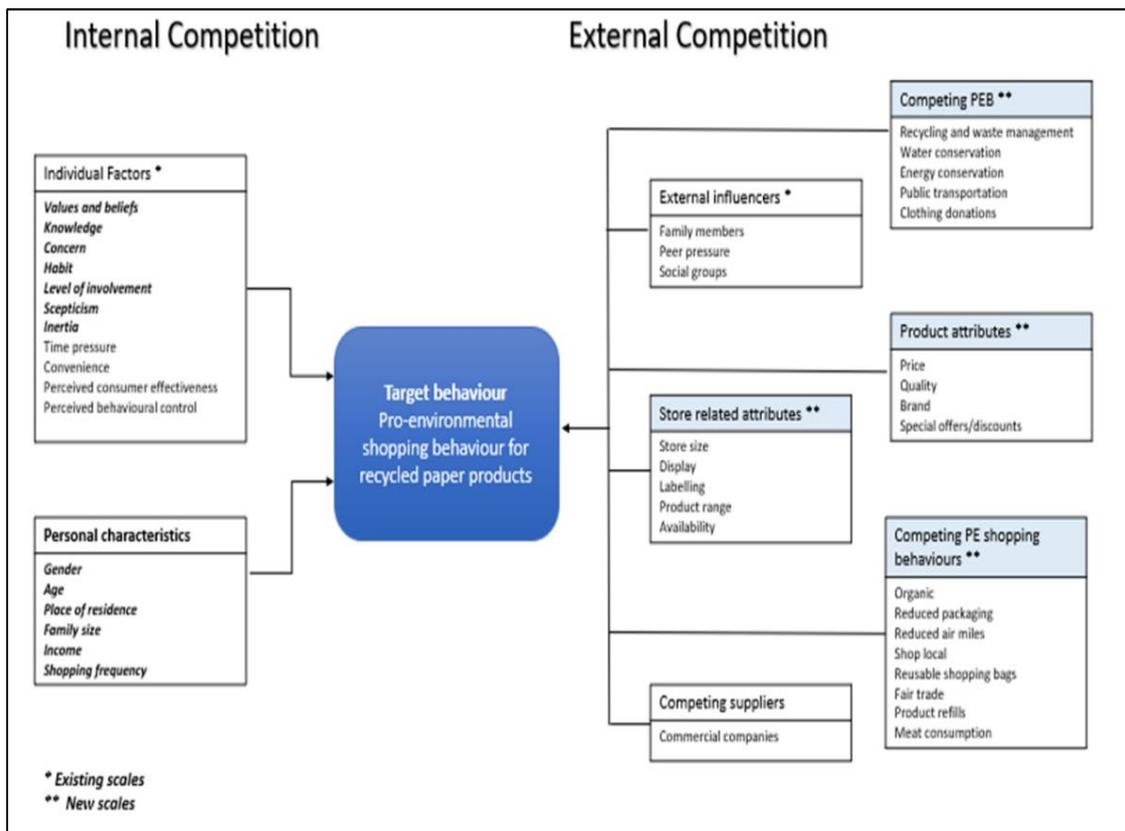 Internal Competition
External Competition
Individual Factors *
Values and beliefs
Knowledge
Concern
Habit
Level of involvement
Scepticism
Inertia
Time pressure
Convenience
Perceived consumer effectiveness
Perceived behavioural control
Personal characteristics
Gender
Age
Place of residence
Family size
Income
Shopping frequency
* Existing scales
** New scales
Target behaviour
Pro-environmental
shopping behaviour for
recycled paper products
External influencers *
Family members
Peer pressure
Social groups
Store related attributes **
Store size
Display
Labelling
Product range
Availability
Competing suppliers
Commercial companies
Competing PEB **
Recycling and waste management
Water conservation
Energy conservation
Public transportation
Clothing donations
Product attributes **
Price
Quality
Brand
Special offers/discounts
Competing PE shopping
behaviours **
Organic
Reduced packaging
Reduced air miles
Shop local
Reusable shopping bags
Fair trade
Product refills
Meat consumption